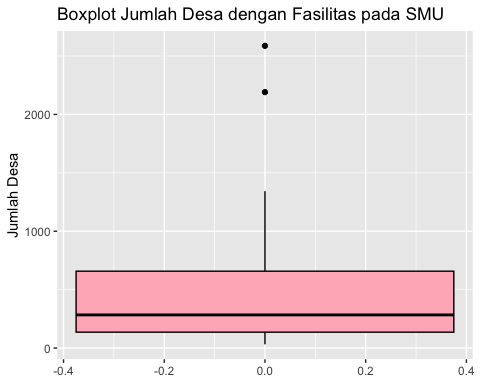 Boxplot Jumlah Desa dengan Fasilitas pada SMU
Jumlah Desa
2000
1000
0
-0.4 -0.2 0.0 0.2 0.4